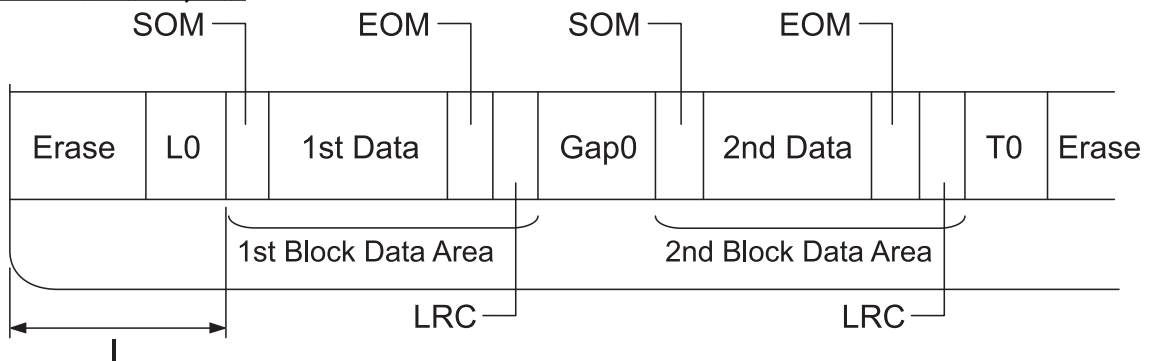 SOM EOM SOM EOM
Erase L0 1st Data Gap0 2nd Data T0 Erase
1st Block Data Area 2nd Block Data Area
LRC LRC